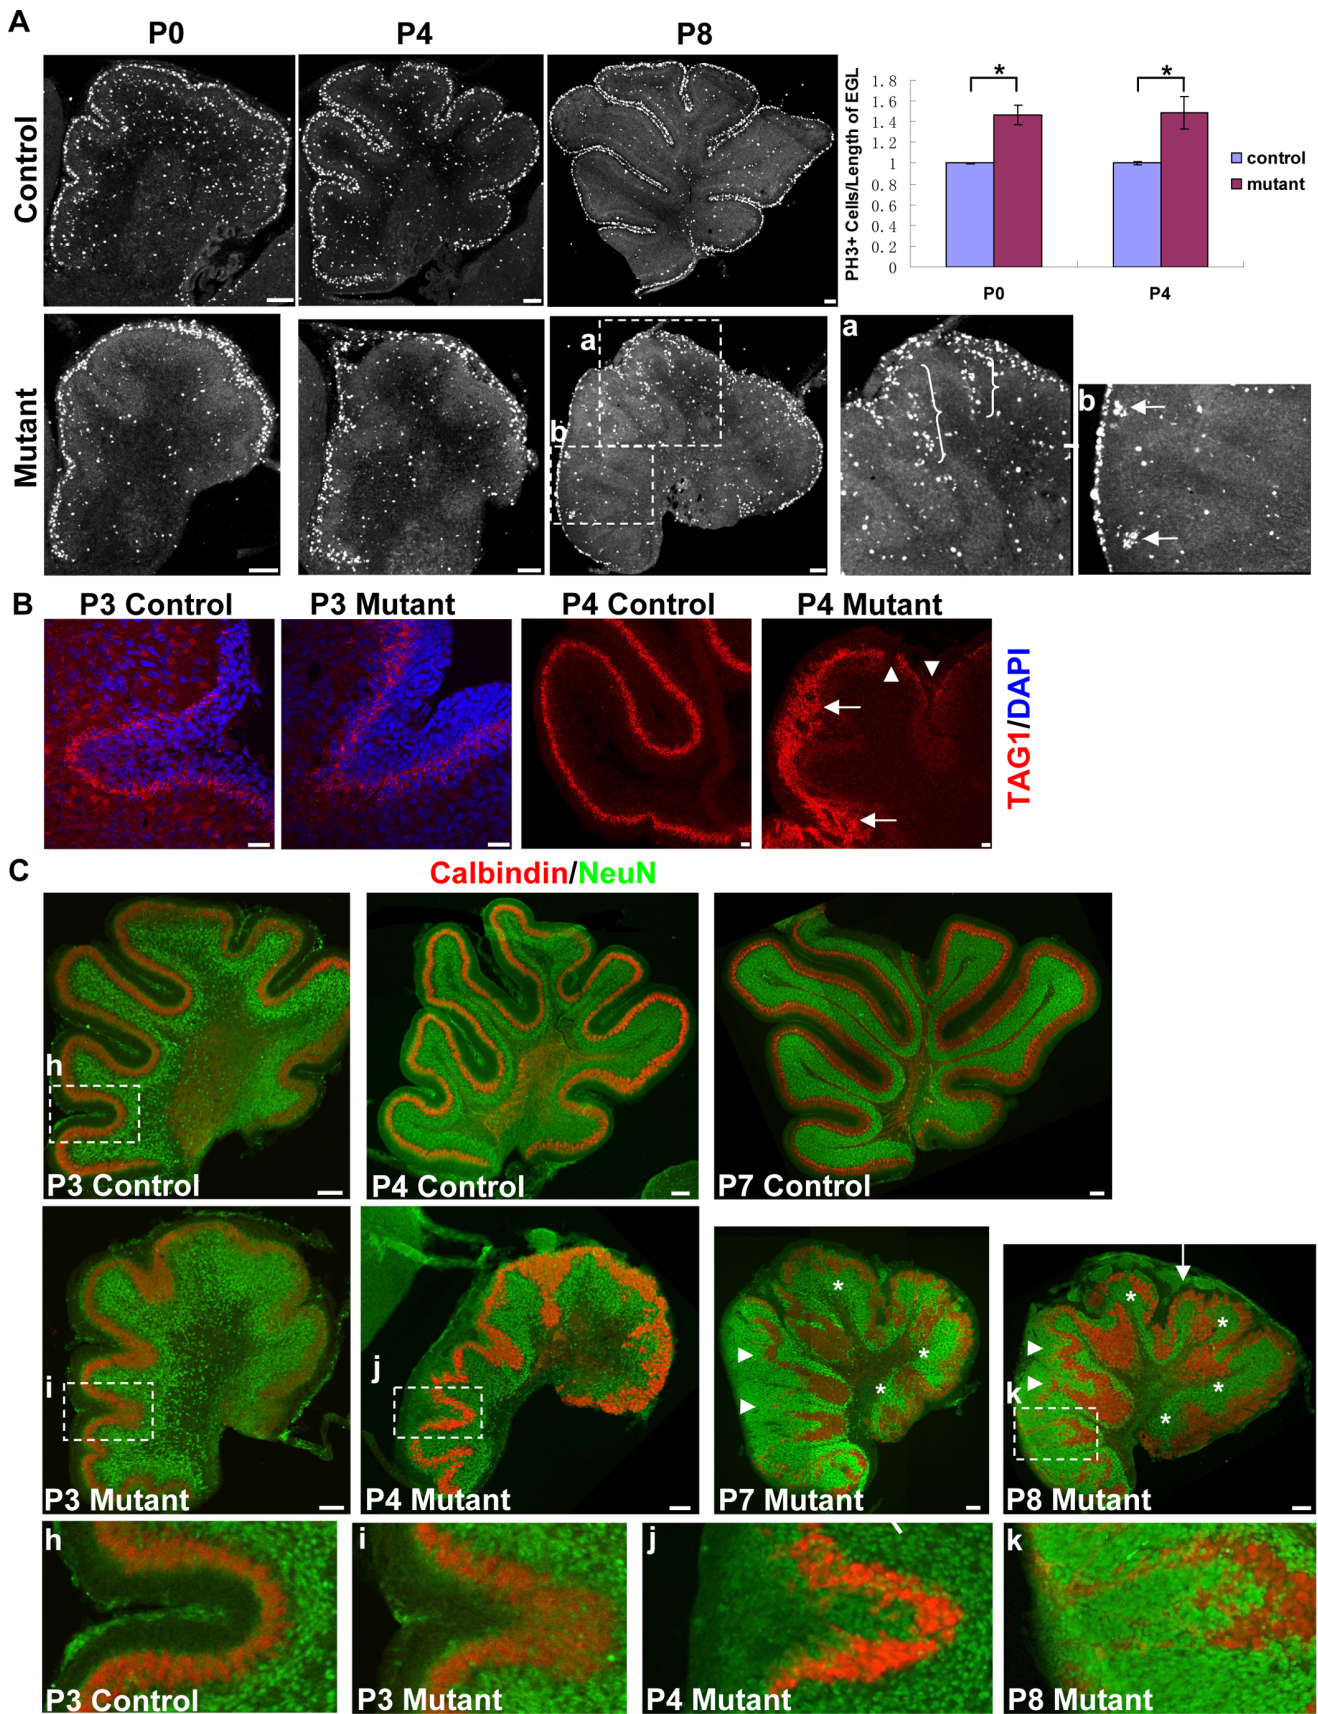 A
P0
P4
P8
Control
Mutant
a
b
a
b
PH3+ Cells/Length of EGL
1.8
1.6
1.4
1.2
1
0.8
0.6
0.4
0.2
0
*
*
P0
P4
control
mutant
B
P3 Control
P3 Mutant
P4 Control
P4 Mutant
TAG1/DAPI
C
Calbindin/NeuN
h
P3 Control
P4 Control
P7 Control
i
P3 Mutant
j
P4 Mutant
*
*
*
P7 Mutant
*
*
*
*
k
P8 Mutant
h
P3 Control
i
P3 Mutant
j
P4 Mutant
k
P8 Mutant